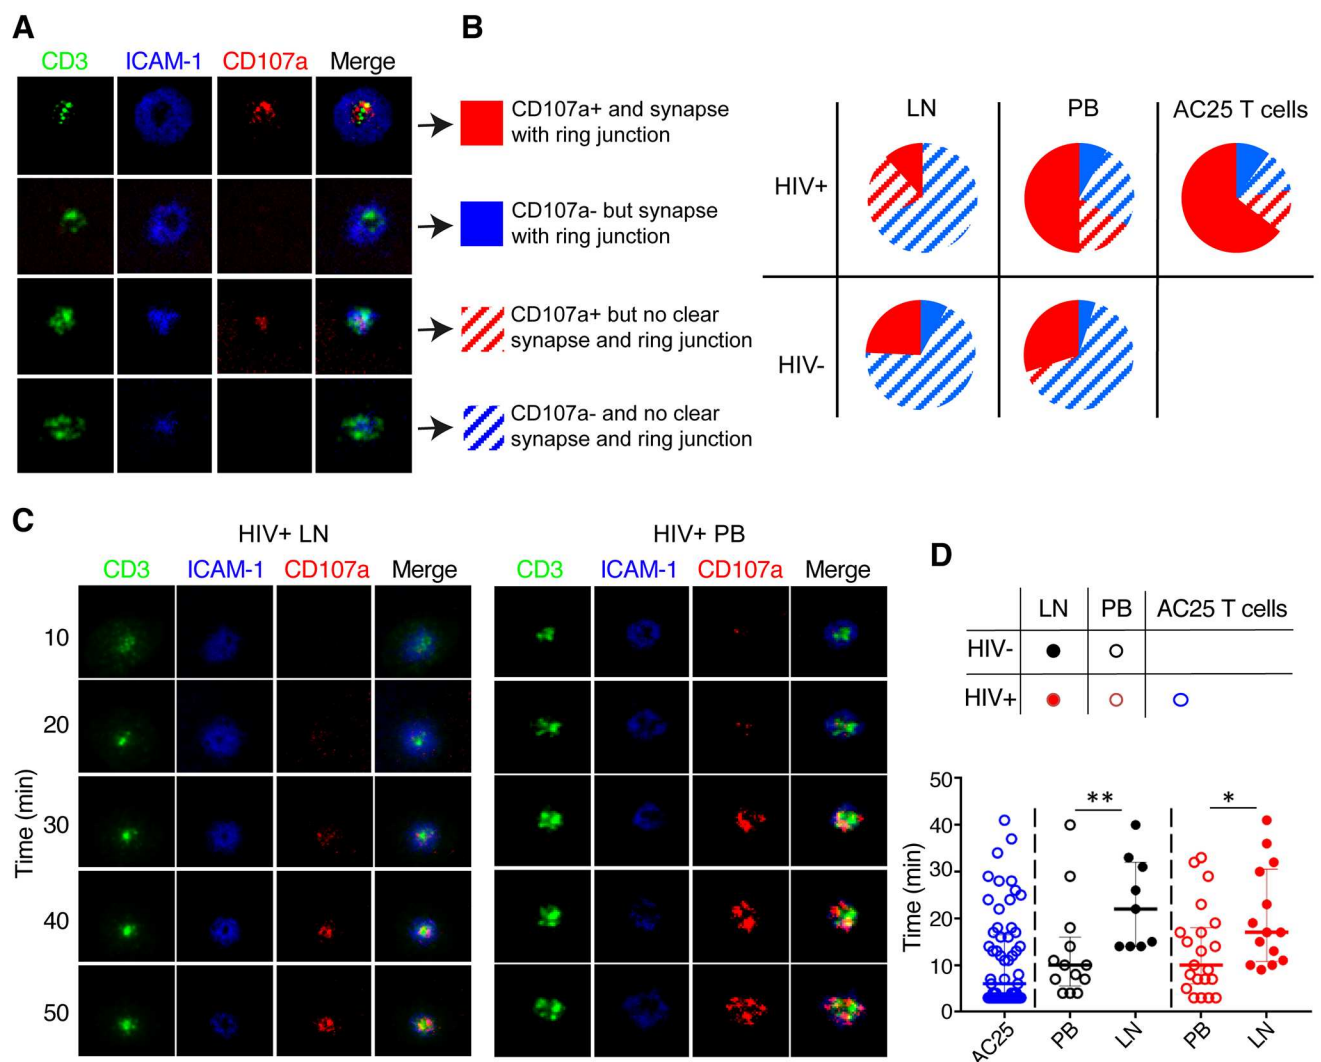 A
CD3 ICAM-1 CD107a Merge
CD107a+ and synapse
with ring junction
CD107a- but synapse
with ring junction
CD107a+ but no clear
synapse and ring junction
CD107a- and no clear
synapse and ring junction
B
LN PB AC25 T cells
HIV+
HIV-
C
HIV+ LN HIV+ PB
CD3 ICAM-1 CD107a Merge CD3 ICAM-1 CD107a Merge
Time (min)
10
20
30
40
50
D
LN PB AC25 T cells
HIV-
HIV+
Time (min)
50
40
30
20
10
0
** *
AC25 PB LN PB LN